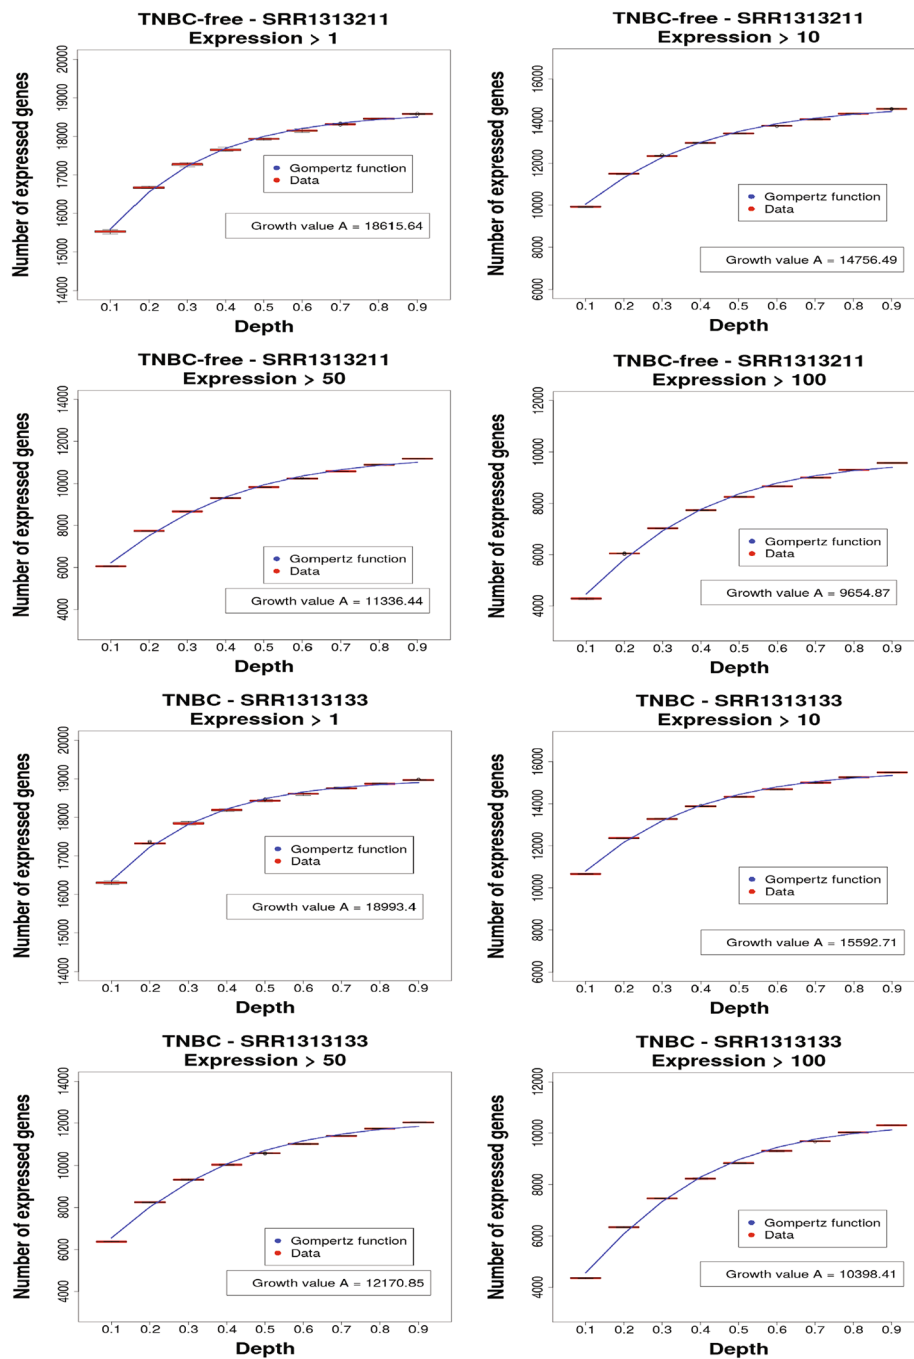 TNBC-free - SRR1313211
Expression > 1
Number of expressed genes
20000
19000
18000
17000
16000
15000
14000
Gompertz function
Data
Growth value A = 18615.64
0.1 0.2 0.3 0.4 0.5 0.6 0.7 0.8 0.9
Depth
TNBC-free - SRR1313211
Expression > 10
Number of expressed genes
16000
14000
12000
10000
8000
6000
Gompertz function
Data
Growth value A = 14756.49
0.1 0.2 0.3 0.4 0.5 0.6 0.7 0.8 0.9
Depth
TNBC-free - SRR1313211
Expression > 50
Number of expressed genes
14000
12000
10000
8000
6000
4000
Gompertz function
Data
Growth value A = 11336.44
0.1 0.2 0.3 0.4 0.5 0.6 0.7 0.8 0.9
Depth
TNBC-free - SRR1313211
Expression > 100
Number of expressed genes
12000
10000
8000
6000
4000
Gompertz function
Data
Growth value A = 9654.87
0.1 0.2 0.3 0.4 0.5 0.6 0.7 0.8 0.9
Depth
TNBC - SRR1313133
Expression > 1
Number of expressed genes
20000
19000
18000
17000
16000
15000
14000
Gompertz function
Data
Growth value A = 18993.4
0.1 0.2 0.3 0.4 0.5 0.6 0.7 0.8 0.9
Depth
TNBC - SRR1313133
Expression > 10
Number of expressed genes
16000
14000
12000
10000
8000
6000
Gompertz function
Data
Growth value A = 15592.71
0.1 0.2 0.3 0.4 0.5 0.6 0.7 0.8 0.9
Depth
TNBC - SRR1313133
Expression > 50
Number of expressed genes
14000
12000
10000
8000
6000
4000
Gompertz function
Data
Growth value A = 12170.85
0.1 0.2 0.3 0.4 0.5 0.6 0.7 0.8 0.9
Depth
TNBC - SRR1313133
Expression > 100
Number of expressed genes
12000
10000
8000
6000
4000
Gompertz function
Data
Growth value A = 10398.41
0.1 0.2 0.3 0.4 0.5 0.6 0.7 0.8 0.9
Depth